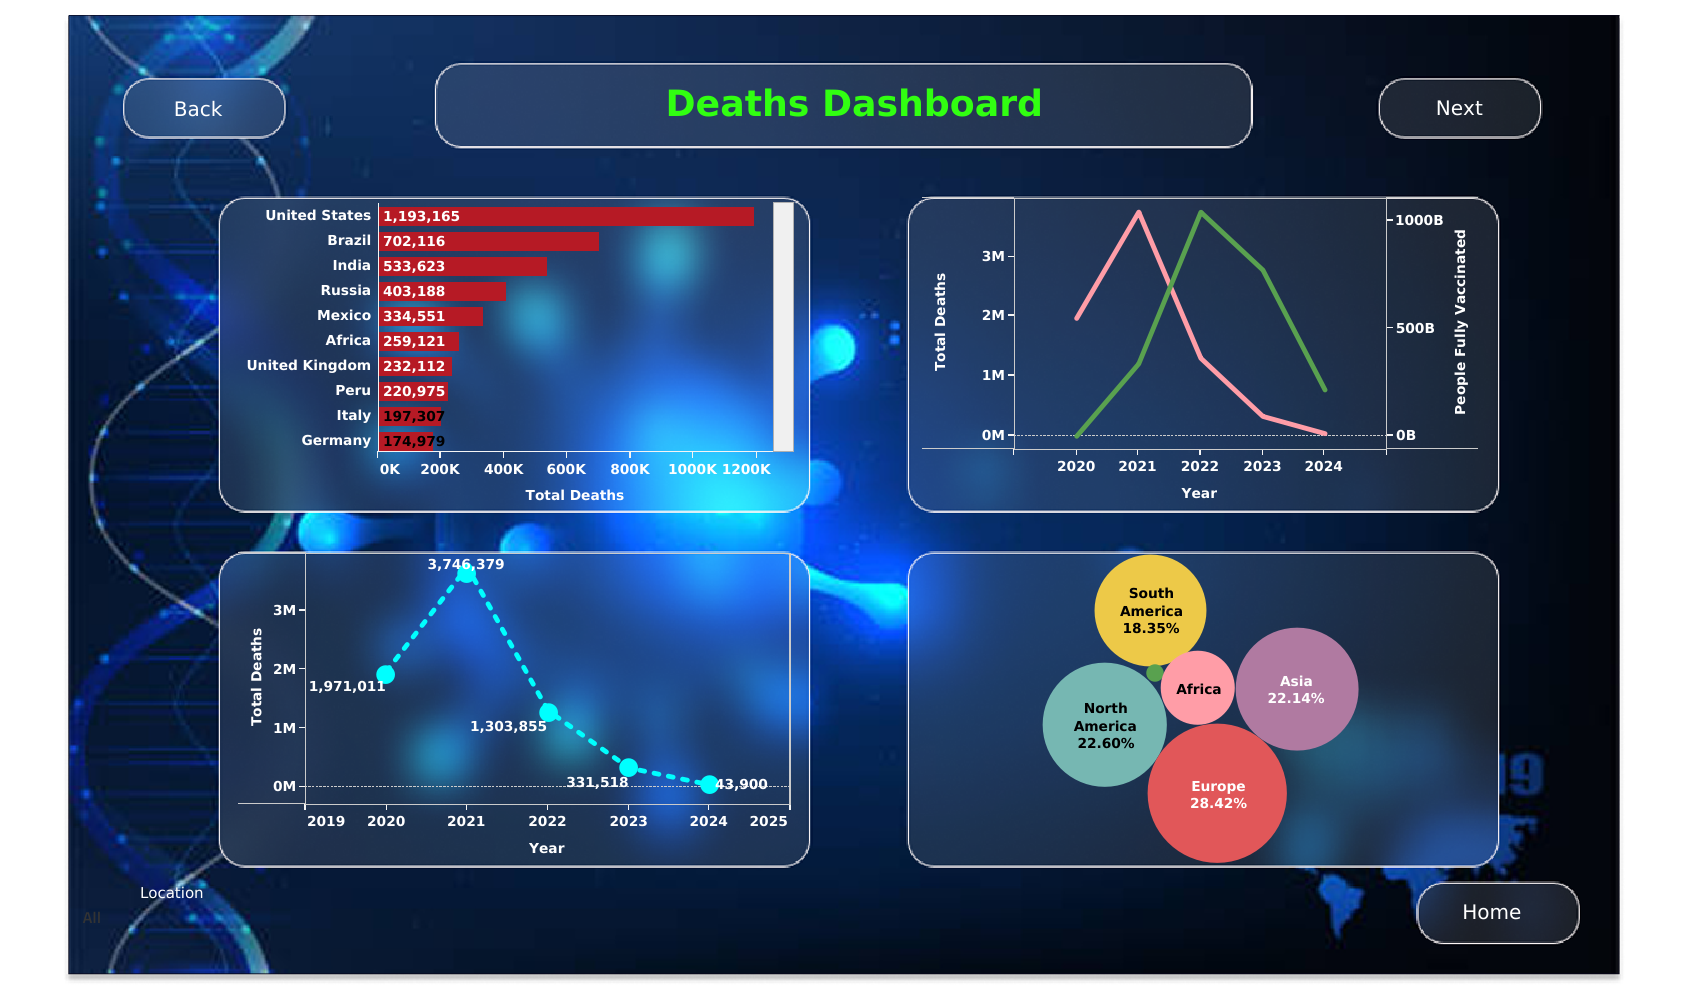 Back
Deaths Dashboard
Next
United States 1,193,165
Brazil 702,116
India 533,623
Russia 403,188
Mexico 334,551
Africa 259,121
United Kingdom 232,112
Peru 220,975
Italy 197,307
Germany 174,979
0K 200K 400K 600K 800K 1000K 1200K
Total Deaths
Total Deaths
3M
2M
1M
0M
1000B
500B
0B
People Fully Vaccinated
2020 2021 2022 2023 2024
Year
Total Deaths
3M
2M
1M
0M
3,746,379
1,971,011
1,303,855
331,518
43,900
2019 2020 2021 2022 2023 2024 2025
Year
South
America
18.35%
Africa
Asia
22.14%
North
America
22.60%
Europe
28.42%
19
Location
All
Home